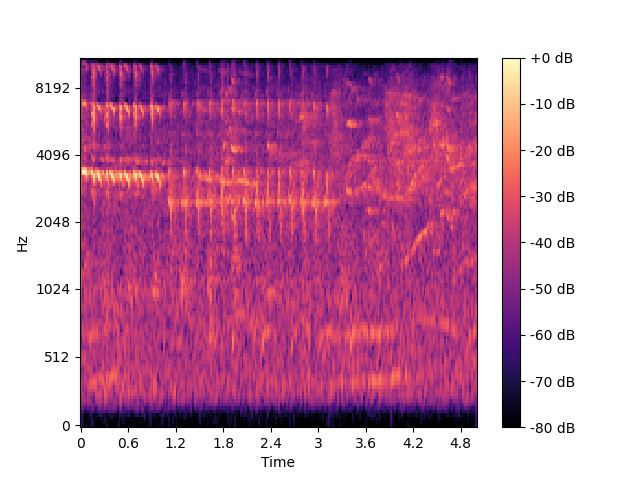 8192
4096
2048
1024
512
0
Hz
0
0.6
1.2
1.8
2.4
3
3.6
4.2
4.8
Time
+0 dB
-10 dB
-20 dB
-30 dB
-40 dB
-50 dB
-60 dB
-70 dB
-80 dB